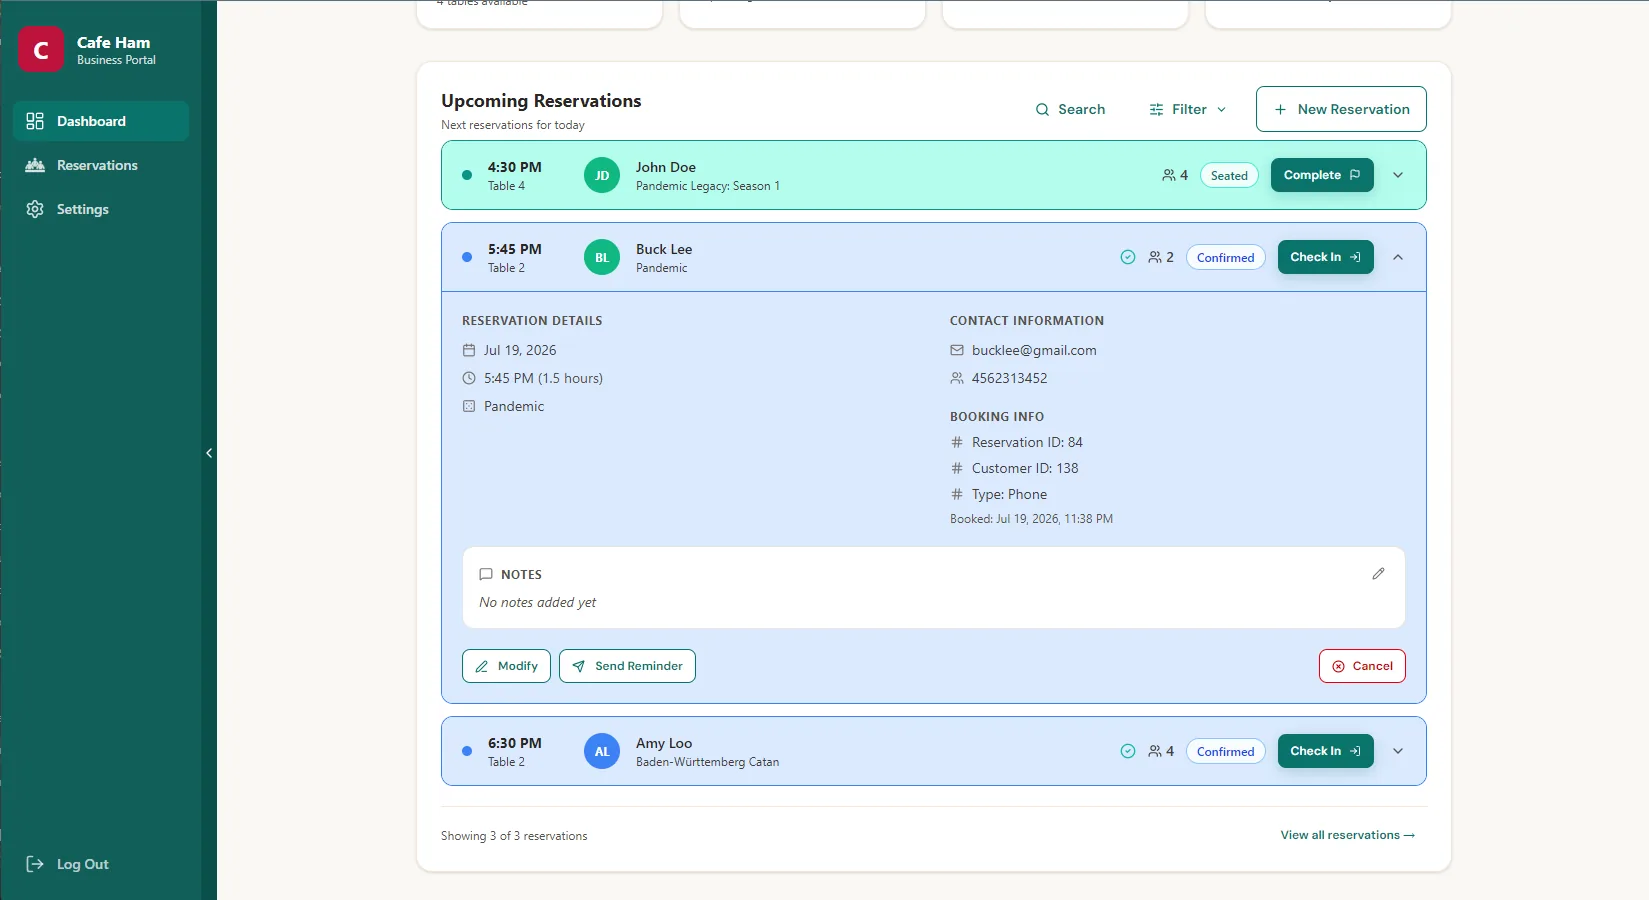 4 tables available
C
Cafe Ham
Business Portal
Dashboard
Reservations
Settings
Log Out
Upcoming Reservations
Next reservations for today
Search
Filter
New Reservation
4:30 PM
Table 4
JD
John Doe
Pandemic Legacy: Season 1
4
Seated
Complete
5:45 PM
Table 2
BL
Buck Lee
Pandemic
2
Confirmed
Check In
RESERVATION DETAILS
Jul 19, 2026
5:45 PM (1.5 hours)
Pandemic
CONTACT INFORMATION
bucklee@gmail.com
4562313452
BOOKING INFO
# Reservation ID: 84
# Customer ID: 138
# Type: Phone
Booked: Jul 19, 2026, 11:38 PM
NOTES
No notes added yet
Modify
Send Reminder
Cancel
6:30 PM
Table 2
AL
Amy Loo
Baden-Württemberg Catan
4
Confirmed
Check In
Showing 3 of 3 reservations
View all reservations →